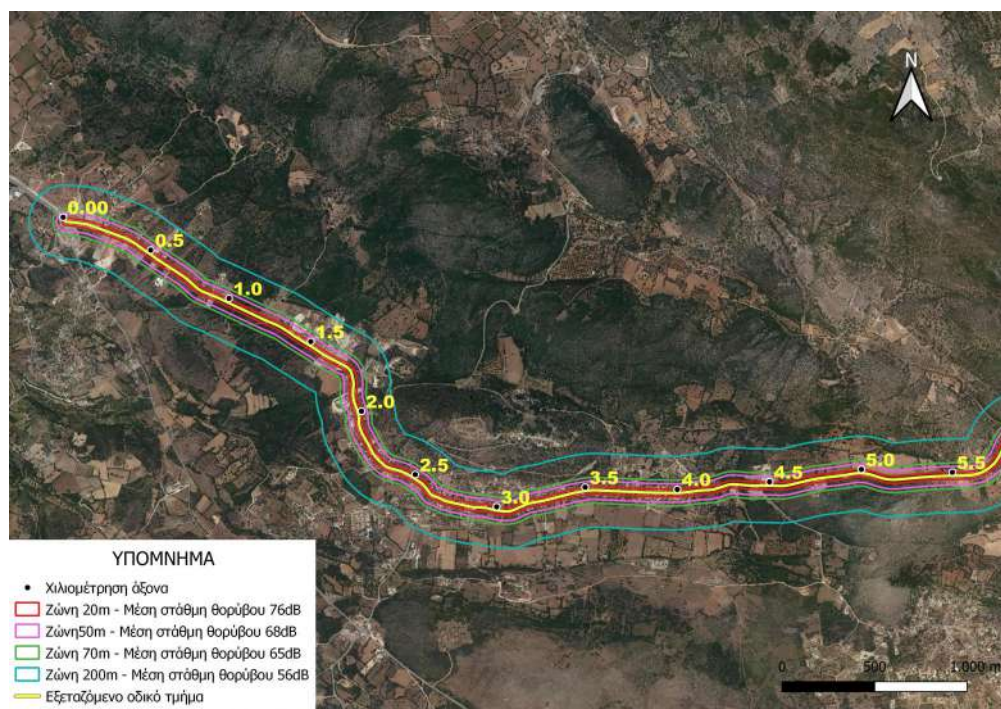 N
0.00
0.5
1.0
1.5
2.0
2.5
3.0
3.5
4.0
4.5
5.0
5.5
ΥΠΟΜΝΗΜΑ
Χιλιομέτρηση άξονα
Ζώνη 20m - Μέση στάθμη θορύβου 76dB
Ζώνη50m - Μέση στάθμη θορύβου 68dB
Ζώνη 70m - Μέση στάθμη θορύβου 65dB
Ζώνη 200m - Μέση στάθμη θορύβου 56dB
Εξεταζόμενο οδικό τμήμα
0 500 1.000 m